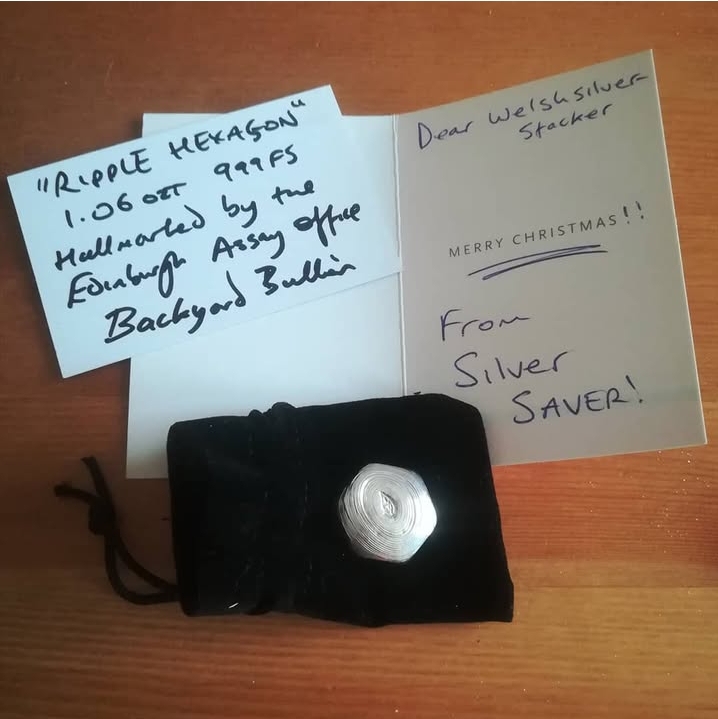 "RIPPLE HEXAGON"
1.06 OZT 999FS
Hallmarked by the
Edinburgh Assay Office
Backyard Bullion
Dear Welshsilver-
Stacker
MERRY CHRISTMAS!!
From
Silver
SAVER!